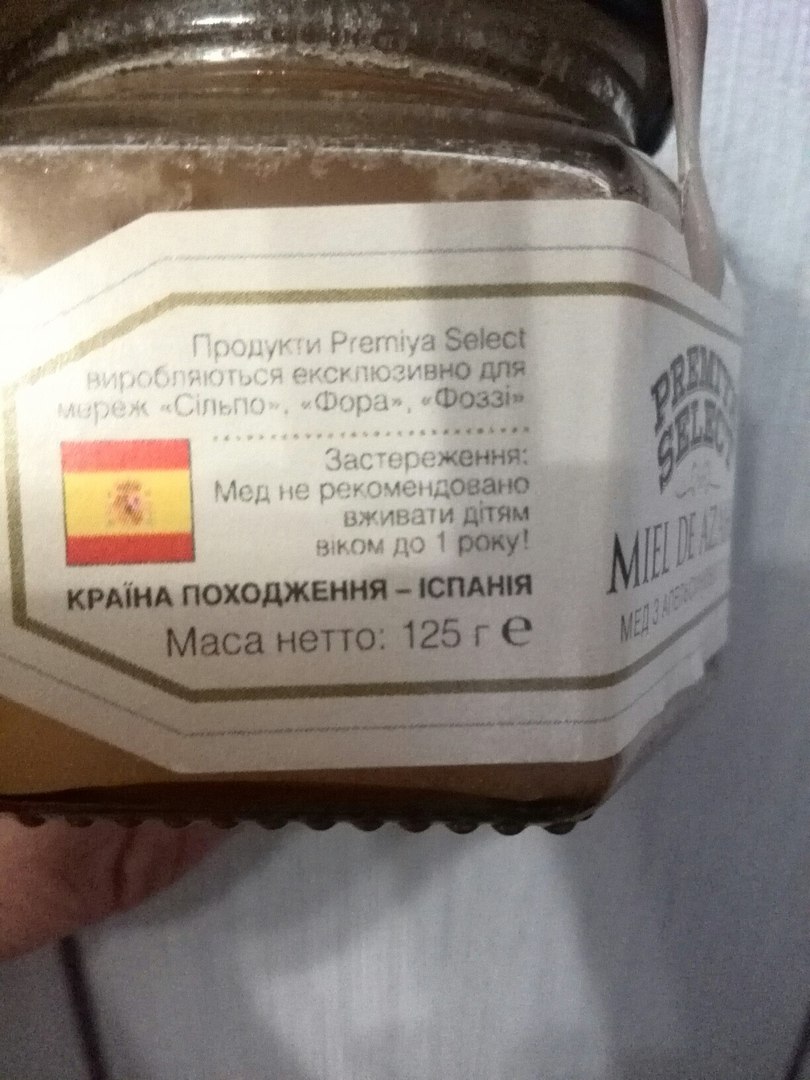 Продукти Premiya Select
виробляються ексклюзивно для
мереж «Сільпо», «Фора», «Фоззі»
Застереження:
Мед не рекомендовано
вживати дітям
віком до 1 року!
КРАЇНА ПОХОДЖЕННЯ – ІСПАНІЯ
Маса нетто: 125 г e
PREMIYA
SELECT
MIEL DE
МЕД З